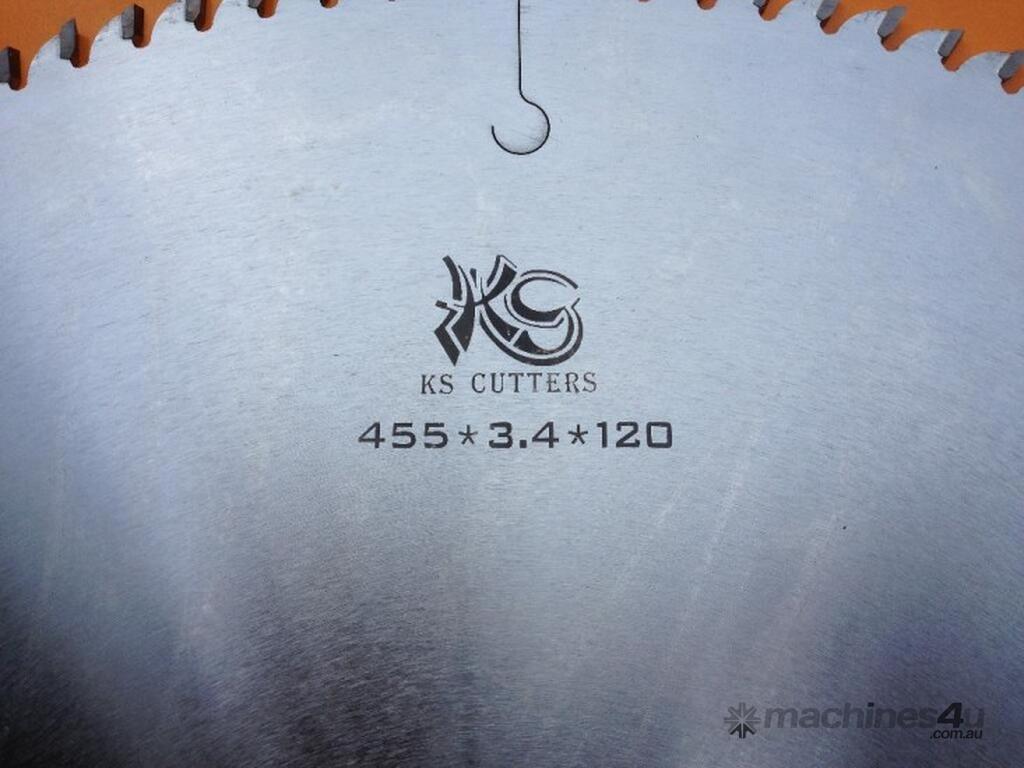 KS
KS CUTTERS
455*3.4*120
machines4u
.com.au